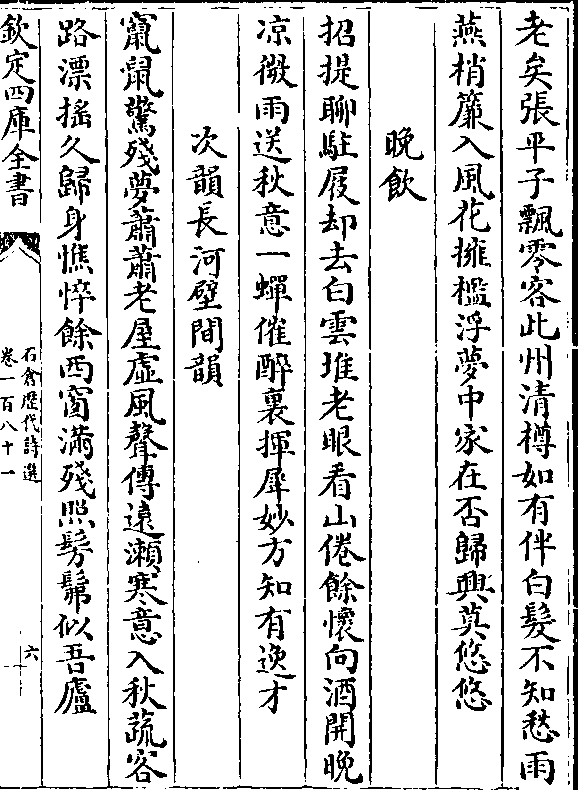 老矣張平子飄零客此州清樽如有伴白髮不知愁雨
燕梢簾入風花擁檻浮夢中家在否歸興莫悠悠
晚飲
招提聊駐屐却去白雲堆老眼看山倦餘懷向酒開晚
凉微雨送秋意一蟬催醉裏揮犀妙方知有逸才
次韻長河壁間韻
竄鼠驚殘夢蕭蕭老屋虛風聲傳遠瀨寒意入秋蔬客
路漂搖久歸身憔悴餘西窗滿殘照髣髴似吾廬
欽定四庫全書
石倉歷代詩選
卷一百八十一
六